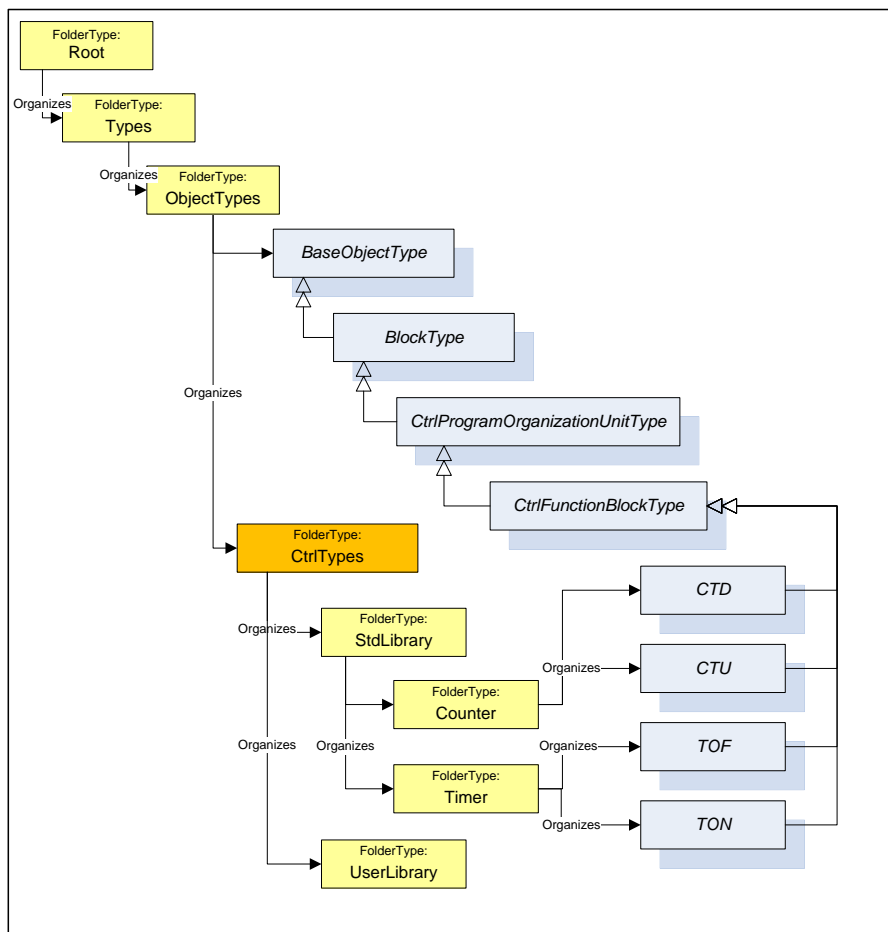 FolderType:
Root
Organizes
FolderType:
Types
Organizes
FolderType:
ObjectTypes
BaseObjectType
BlockType
Organizes
CtrlProgramOrganizationUnitType
CtrlFunctionBlockType
FolderType:
CtrlTypes
CTD
FolderType:
StdLibrary
Organizes
Organizes
CTU
FolderType:
Counter
Organizes
Organizes
Organizes
TOF
FolderType:
Timer
Organizes
TON
FolderType:
UserLibrary